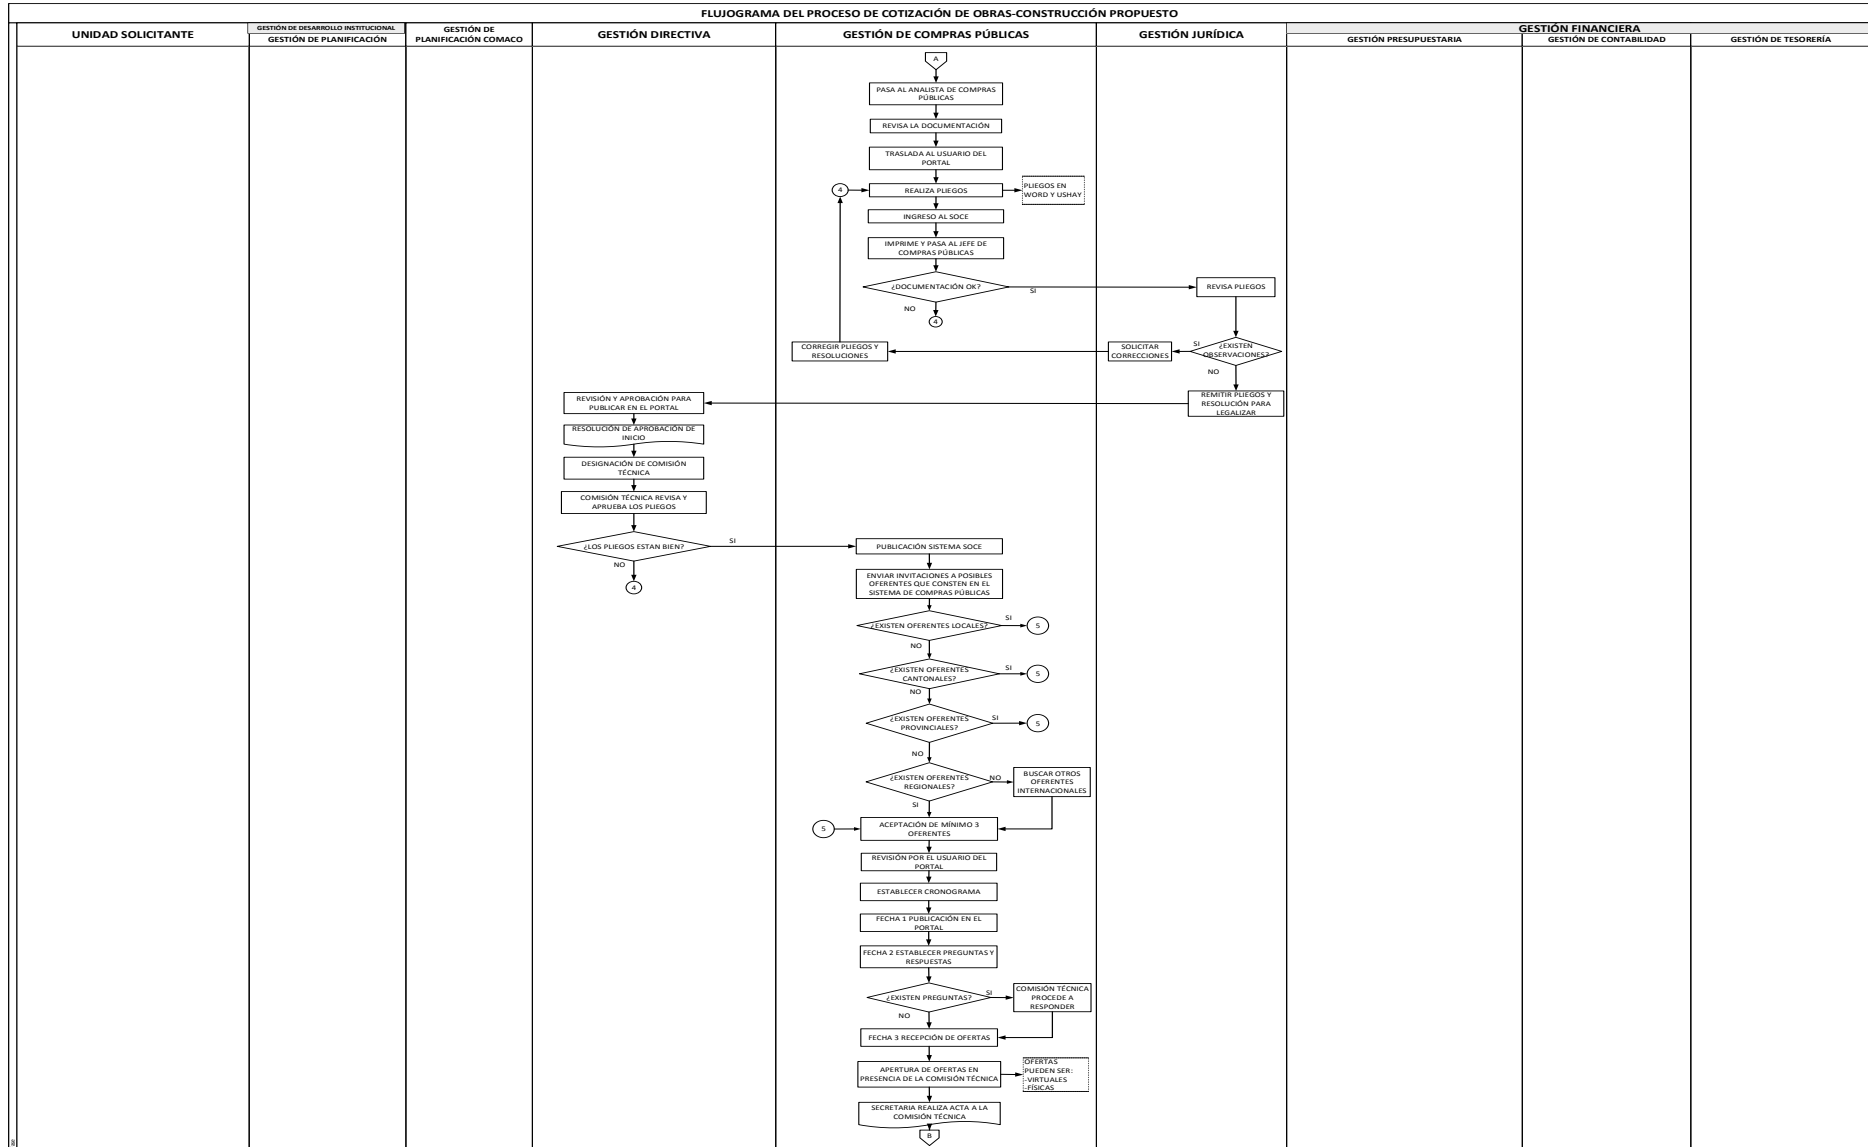 FLUJOGRAMA DEL PROCESO DE COTIZACIÓN DE OBRAS-CONSTRUCCIÓN PROPUESTO
UNIDAD SOLICITANTE
GESTIÓN DE DESARROLLO INSTITUCIONAL
GESTIÓN DE PLANIFICACIÓN
GESTIÓN DE
PLANIFICACIÓN COMACO
GESTIÓN DIRECTIVA
GESTIÓN DE COMPRAS PÚBLICAS
GESTIÓN JURÍDICA
GESTIÓN FINANCIERA
GESTIÓN PRESUPUESTARIA
GESTIÓN DE CONTABILIDAD
GESTIÓN DE TESORERÍA
A
PASA AL ANALISTA DE COMPRAS
PÚBLICAS
REVISA LA DOCUMENTACIÓN
TRASLADA AL USUARIO DEL
PORTAL
4
REALIZA PLIEGOS
PLIEGOS EN
WORD Y USHAY
INGRESO AL SOCE
IMPRIME Y PASA AL JEFE DE
COMPRAS PÚBLICAS
¿DOCUMENTACIÓN OK?
SI
REVISA PLIEGOS
NO
4
CORREGIR PLIEGOS Y
RESOLUCIONES
SOLICITAR
CORRECCIONES
SI
¿EXISTEN
OBSERVACIONES?
NO
REVISIÓN Y APROBACIÓN PARA
PUBLICAR EN EL PORTAL
REMITIR PLIEGOS Y
RESOLUCIÓN PARA
LEGALIZAR
RESOLUCIÓN DE APROBACIÓN DE
INICIO
DESIGNACIÓN DE COMISIÓN
TÉCNICA
COMISIÓN TÉCNICA REVISA Y
APRUEBA LOS PLIEGOS
¿LOS PLIEGOS ESTAN BIEN?
SI
NO
4
PUBLICACIÓN SISTEMA SOCE
ENVIAR INVITACIONES A POSIBLES
OFERENTES QUE CONSTEN EN EL
SISTEMA DE COMPRAS PÚBLICAS
¿EXISTEN OFERENTES LOCALES?
SI
5
NO
¿EXISTEN OFERENTES
CANTONALES?
SI
5
NO
¿EXISTEN OFERENTES
PROVINCIALES?
SI
5
NO
¿EXISTEN OFERENTES
REGIONALES?
NO
BUSCAR OTROS
OFERENTES
INTERNACIONALES
SI
5
ACEPTACIÓN DE MÍNIMO 3
OFERENTES
REVISIÓN POR EL USUARIO DEL
PORTAL
ESTABLECER CRONOGRAMA
FECHA 1 PUBLICACIÓN EN EL
PORTAL
FECHA 2 ESTABLECER PREGUNTAS Y
RESPUESTAS
¿EXISTEN PREGUNTAS?
SI
COMISIÓN TÉCNICA
PROCEDE A
RESPONDER
NO
FECHA 3 RECEPCIÓN DE OFERTAS
APERTURA DE OFERTAS EN
PRESENCIA DE LA COMISIÓN TÉCNICA
OFERTAS
PUEDEN SER:
-VIRTUALES
-FÍSICAS
SECRETARIA REALIZA ACTA A LA
COMISIÓN TÉCNICA
B